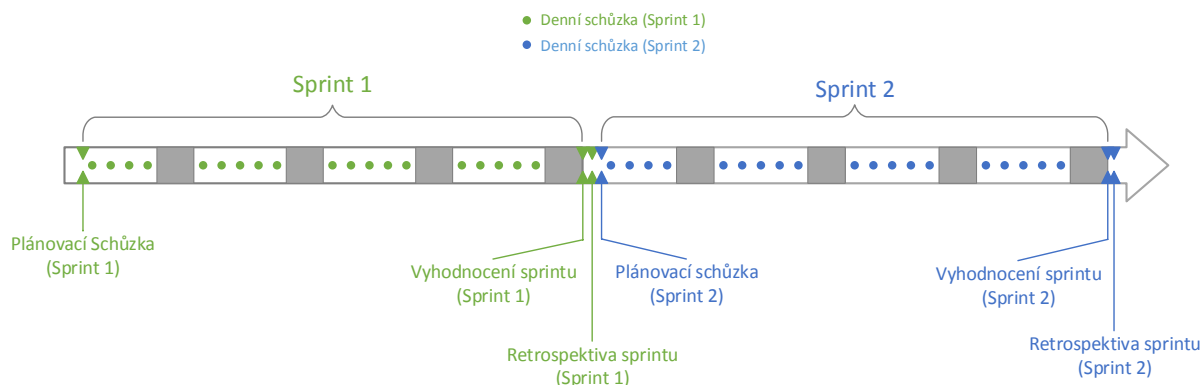 Denní schůzka (Sprint 1)
Denní schůzka (Sprint 2)
Sprint 1
Sprint 2
Plánovací Schůzka
(Sprint 1)
Vyhodnocení sprintu
(Sprint 1)
Plánovací schůzka
(Sprint 2)
Vyhodnocení sprintu
(Sprint 2)
Retrospektiva sprintu
(Sprint 1)
Retrospektiva sprintu
(Sprint 2)